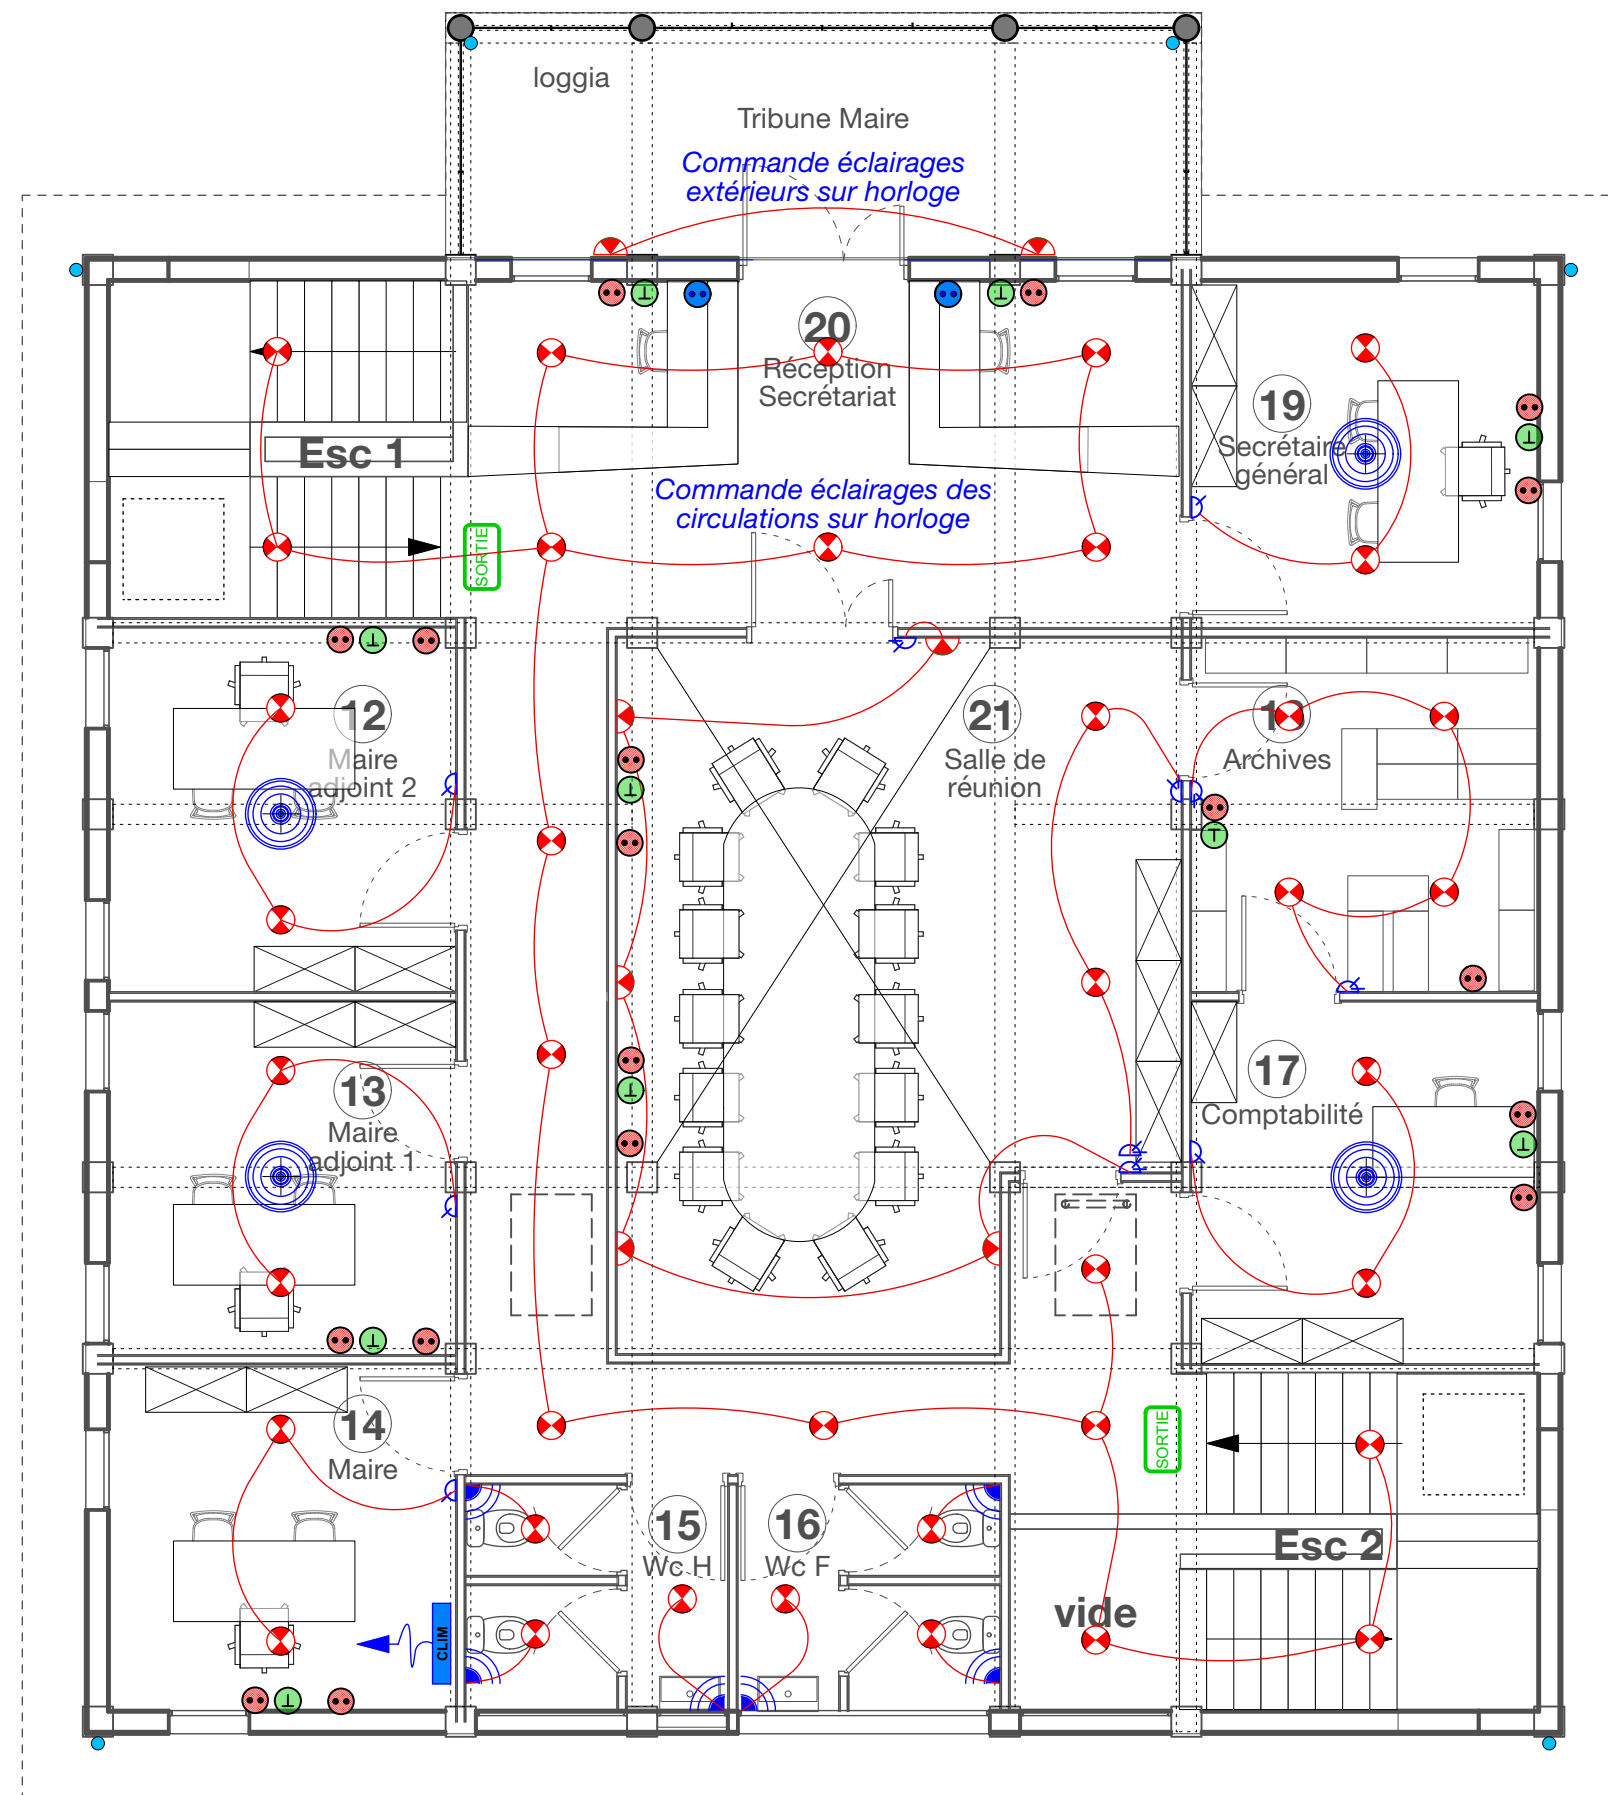 loggia
Tribune Maire
Commande éclairages
extérieurs sur horloge
20
Réception
Secrétariat
19
Secrétaire
général
Esc 1
Commande éclairages des
circulations sur horloge
SORTIE
12
Maire
adjoint 2
21
Salle de
réunion
Archives
13
Maire
adjoint 1
17
Comptabilité
14
Maire
SORTIE
15
Wc H
16
Wc F
Esc 2
vide
CLIM